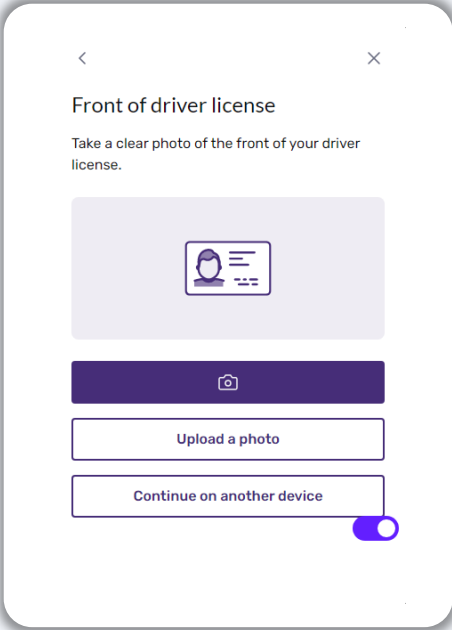 Front of driver license
Take a clear photo of the front of your driver
license.
Upload a photo
Continue on another device